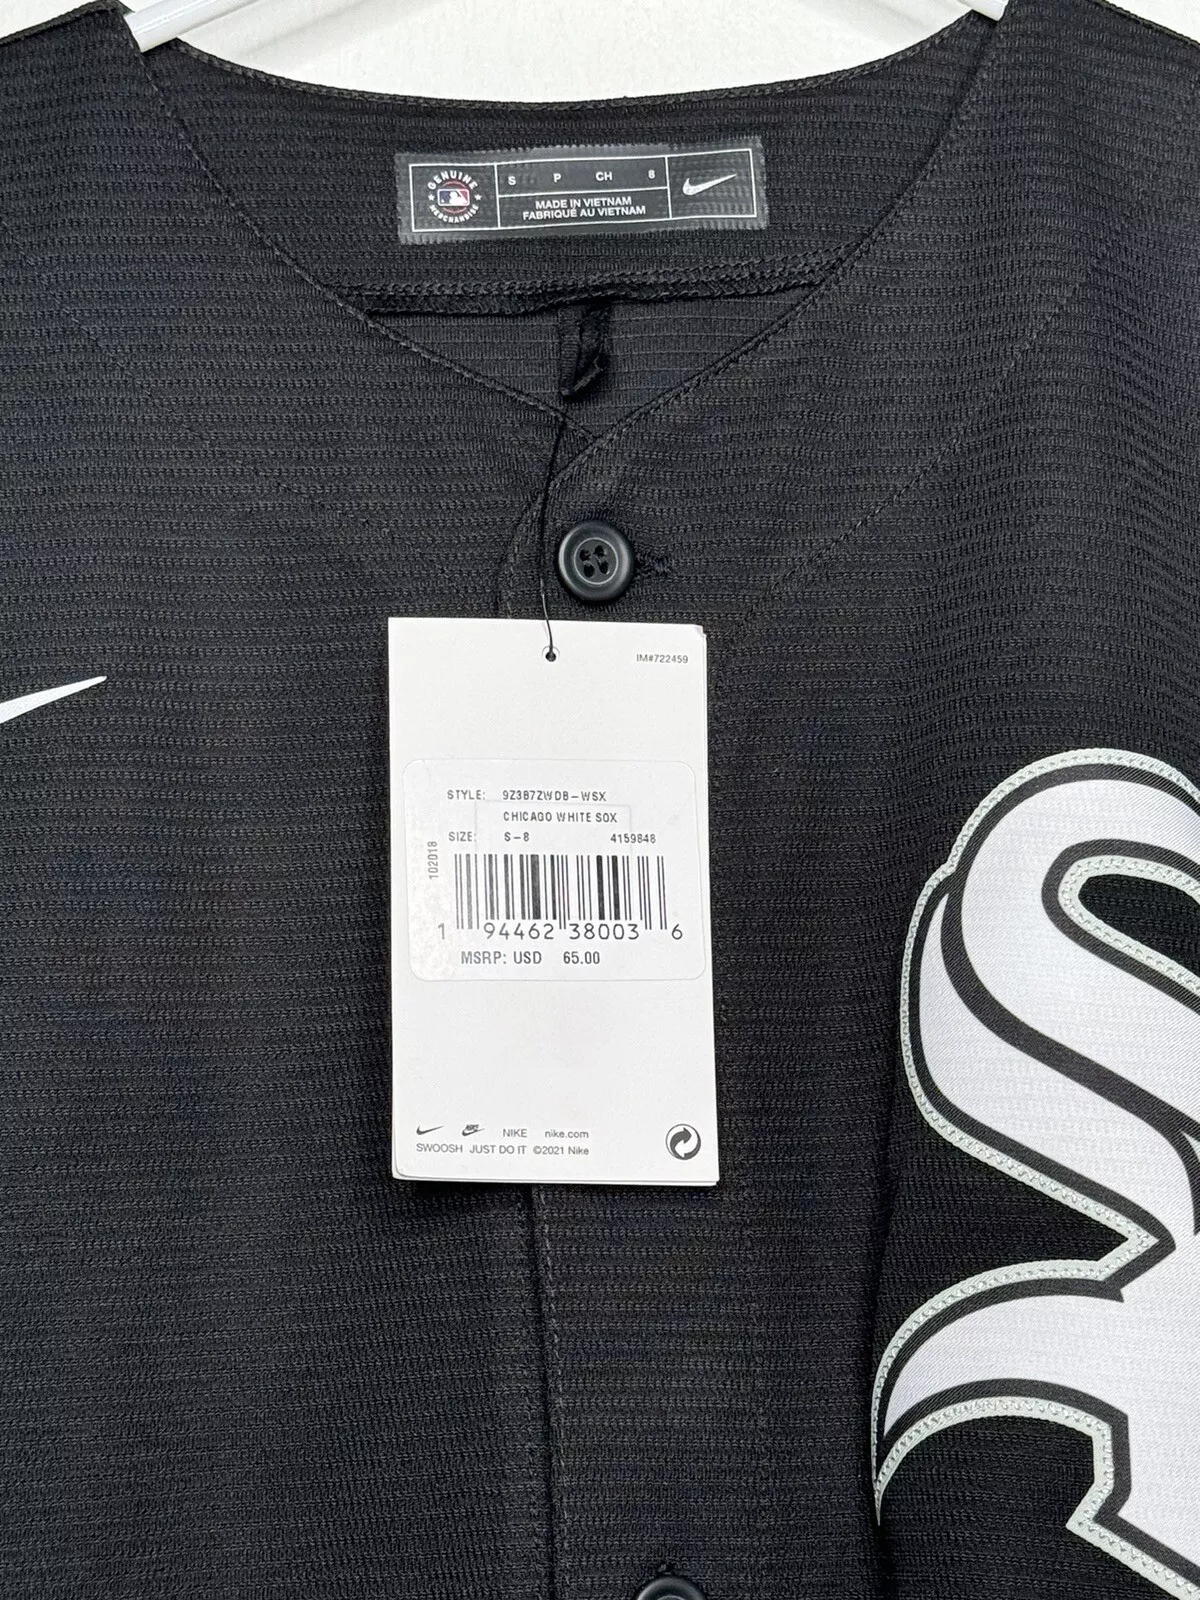 GENUINE
MERCHANDISE
S P CH 8
MADE IN VIETNAM
FABRIQUÉ AU VIETNAM
IM#722459
STYLE: 9Z3B7ZWDB-WSX
CHICAGO WHITE SOX
SIZE: S-8 4159848
102018
1 94462 38003 6
MSRP: USD 65.00
NIKE nike.com
SWOOSH JUST DO IT ©2021 Nike